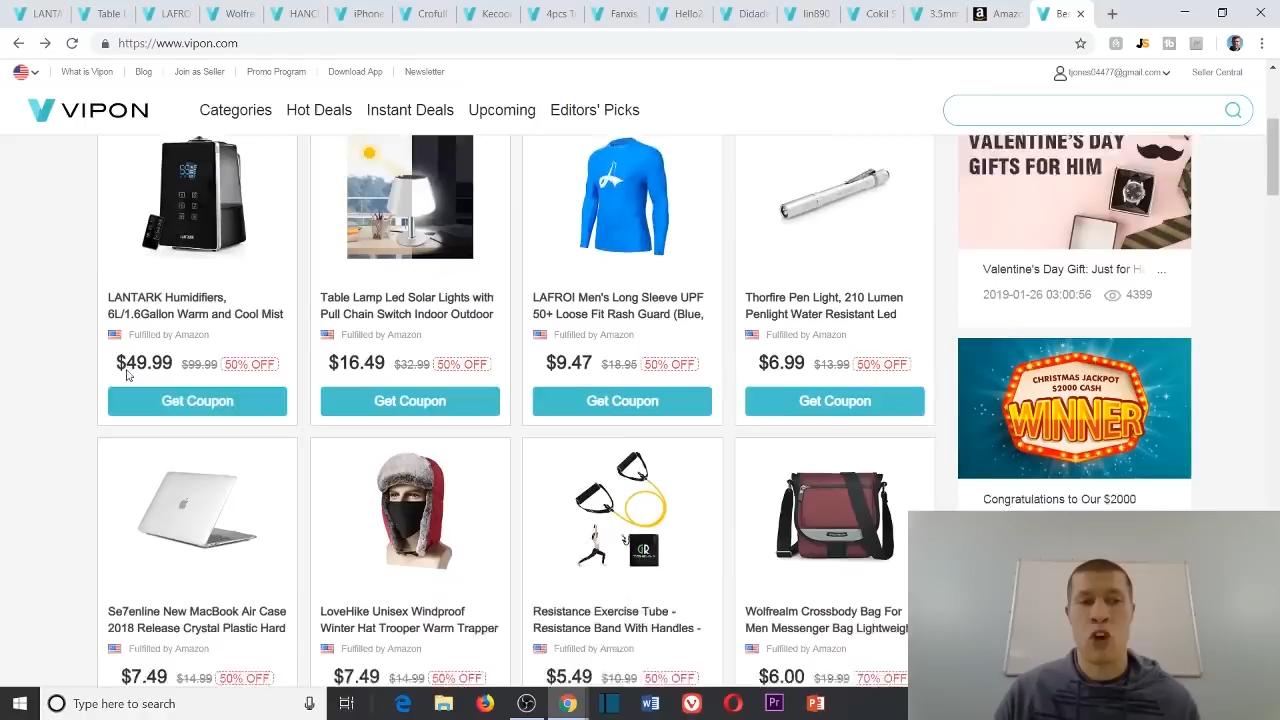 LANTA
Table l
LAFRO
Wolfre
HANC
iPhone
Croful
Kecoo
4pcs T
Fanxis
Hello2
Didade
lin890
Cokil S
3.5mm
Amazo
Bes
https://www.vipon.com
What is Vipon
Blog
Join as Seller
Promo Program
Download App
Newsletter
tjones04477@gmail.com
Seller Central
VIPON
Categories
Hot Deals
Instant Deals
Upcoming
Editors' Picks
VALENTINE'S DAY
GIFTS FOR HIM
LANTARK Humidifiers,
6L/1.6Gallon Warm and Cool Mist
Fulfilled by Amazon
$49.99 $99.99 50% OFF
Get Coupon
Table Lamp Led Solar Lights with
Pull Chain Switch Indoor Outdoor
Fulfilled by Amazon
$16.49 $32.99 50% OFF
Get Coupon
LAFROI Men's Long Sleeve UPF
50+ Loose Fit Rash Guard (Blue,
Fulfilled by Amazon
$9.47 $18.95 50% OFF
Get Coupon
Thorfire Pen Light, 210 Lumen
Penlight Water Resistant Led
Fulfilled by Amazon
$6.99 $13.99 50% OFF
Get Coupon
Valentine's Day Gift: Just for Hi ...
2019-01-26 03:00:56 4399
CHRISTMAS JACKPOT
$2000 CASH
WINNER
Congratulations to Our $2000
Se7enline New MacBook Air Case
2018 Release Crystal Plastic Hard
Fulfilled by Amazon
$7.49 $14.99 50% OFF
LoveHike Unisex Windproof
Winter Hat Trooper Warm Trapper
Fulfilled by Amazon
$7.49 $14.99 50% OFF
Resistance Exercise Tube -
Resistance Band With Handles -
Fulfilled by Amazon
$5.49 $10.99 50% OFF
Wolfrealm Crossbody Bag For
Men Messenger Bag Lightweigh
Fulfilled by Amazon
$6.00 $19.99 70% OFF
Type here to search